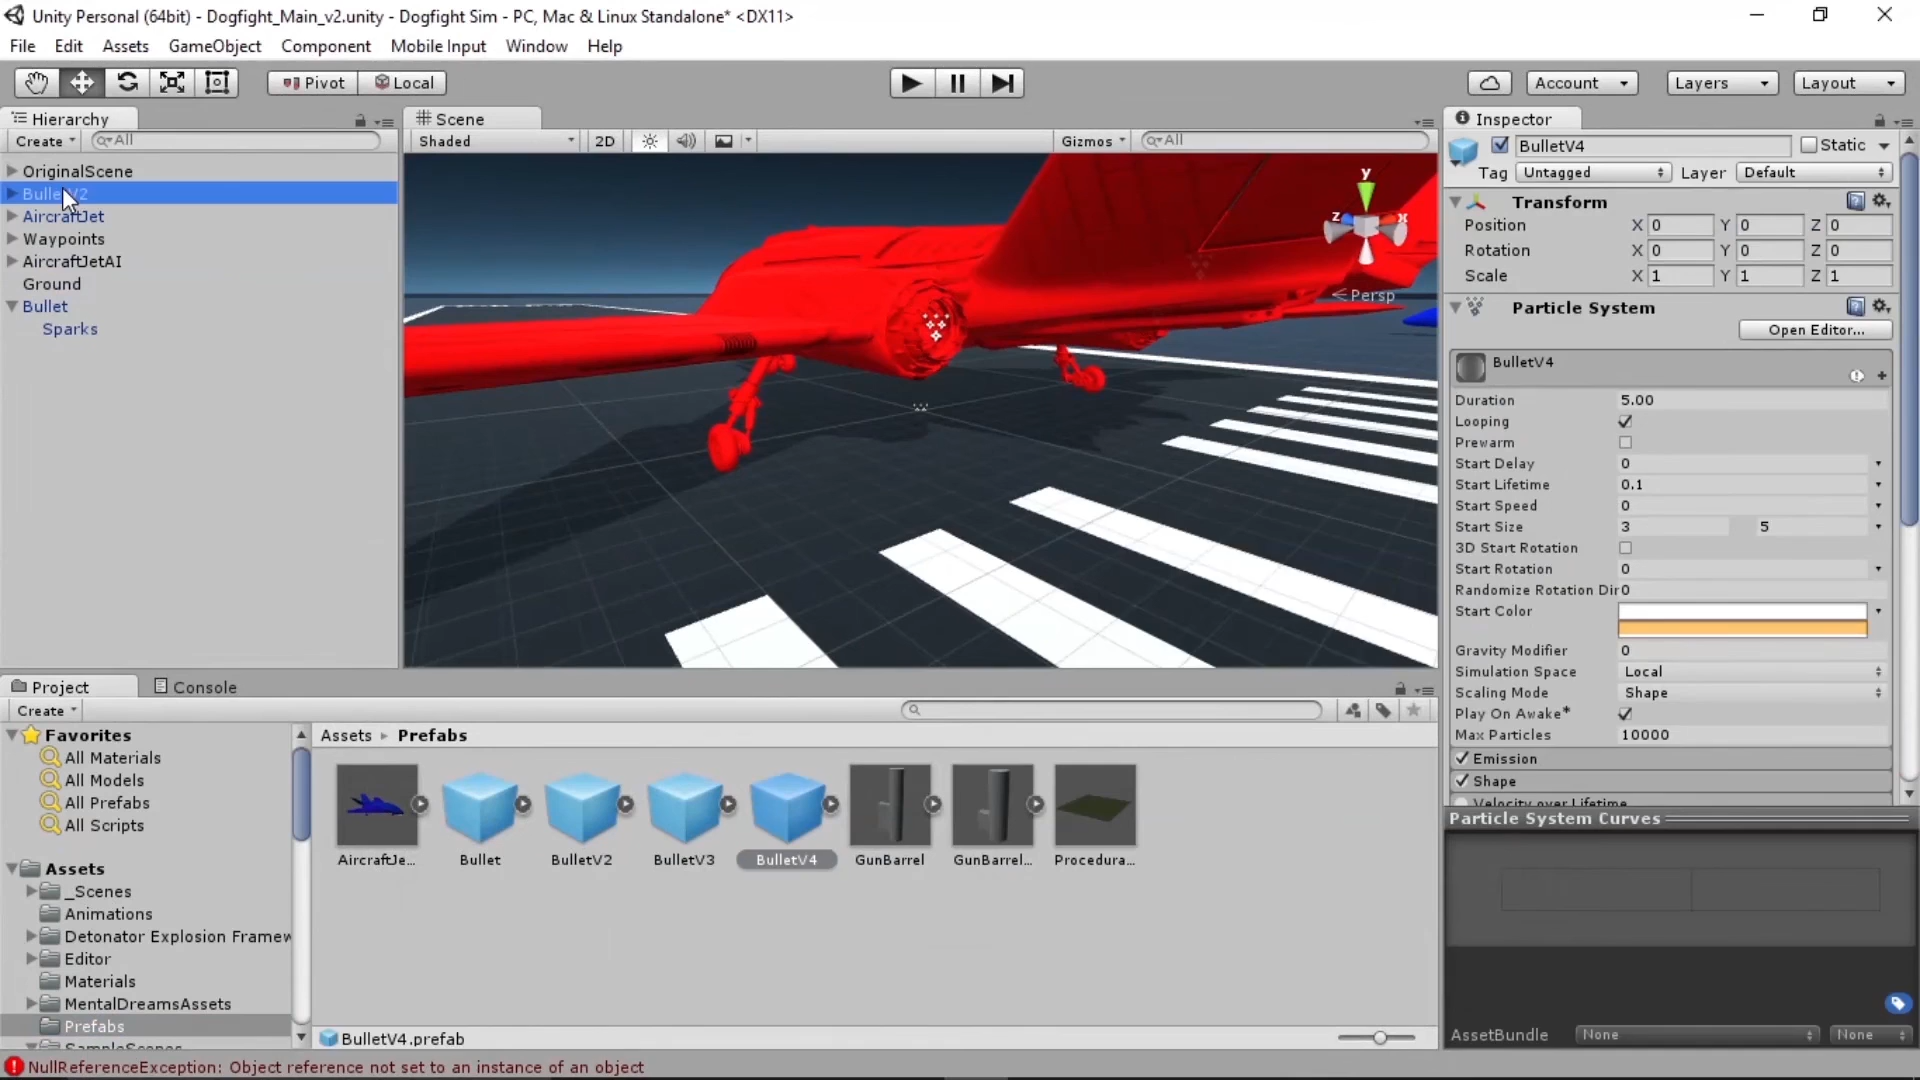 Unity Personal (64bit) - Dogfight_Main_v2.unity - Dogfight Sim - PC, Mac & Linux Standalone* <DX11>
File Edit Assets GameObject Component Mobile Input Window Help
Pivot Local Account Layers Layout
Hierarchy
Create All
OriginalScene
AircraftJet
Waypoints
AircraftJetAI
Ground
Bullet
Sparks
Scene
Shaded 2D Gizmos All
y
z x
Persp
Inspector
BulletV4 Static
Tag Untagged Layer Default
Transform
Position X 0 Y 0 Z 0
Rotation X 0 Y 0 Z 0
Scale X 1 Y 1 Z 1
Particle System
Open Editor...
BulletV4
Duration 5.00
Looping
Prewarm
Start Delay 0
Start Lifetime 0.1
Start Speed 0
Start Size 3 5
3D Start Rotation
Start Rotation 0
Randomize Rotation Dir 0
Start Color
Gravity Modifier 0
Simulation Space Local
Scaling Mode Shape
Play On Awake*
Max Particles 10000
Emission
Shape
Velocity over Lifetime
Particle System Curves
AssetBundle None None
Project Console
Create
Favorites
All Materials
All Models
All Prefabs
All Scripts
Assets
_Scenes
Animations
Detonator Explosion Framew
Editor
Materials
MentalDreamsAssets
Prefabs
SampleScenes
Assets Prefabs
AircraftJe... Bullet BulletV2 BulletV3 BulletV4 GunBarrel GunBarrel... Procedura...
BulletV4.prefab
NullReferenceException: Object reference not set to an instance of an object